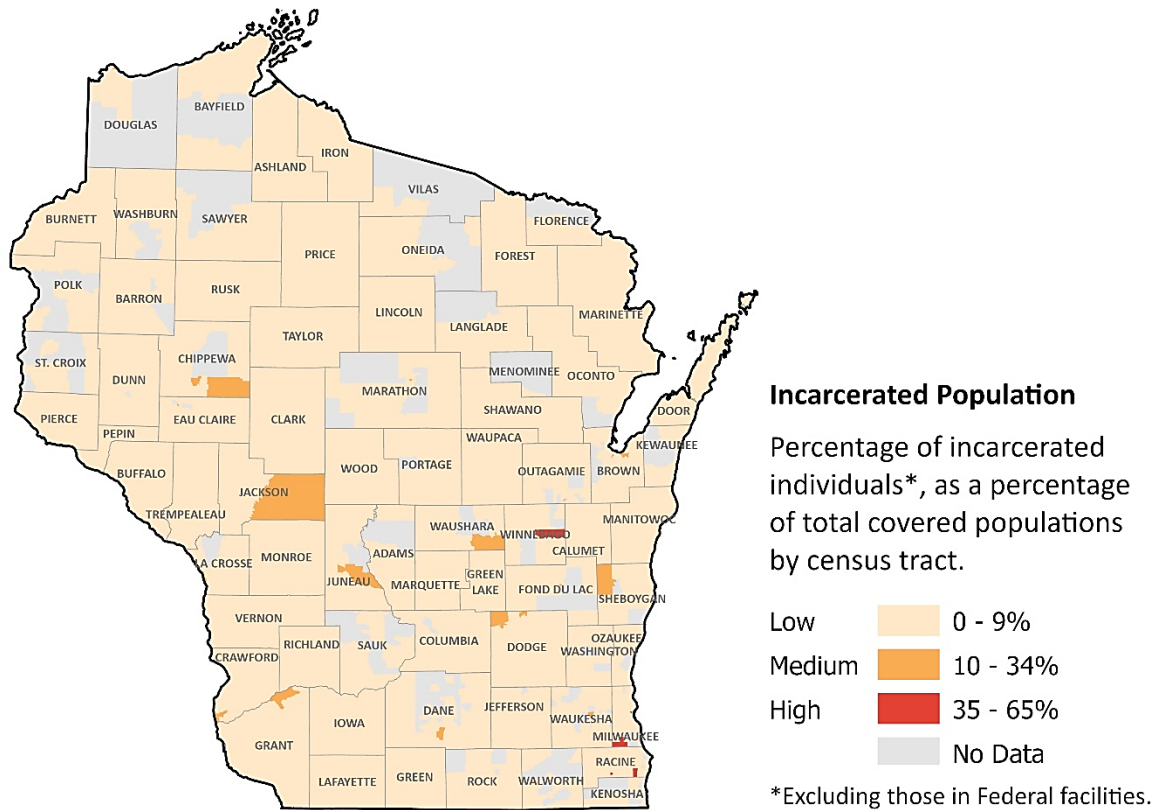 BAYFIELD
DOUGLAS
IRON
ASHLAND
VILAS
BURNETT
WASHBURN
SAWYER
FLORENCE
ONEIDA
FOREST
PRICE
POLK
RUSK
BARRON
LINCOLN
MARINETTE
LANGLADE
TAYLOR
CHIPPEWA
ST. CROIX
MENOMINEE
OCONTO
DUNN
MARATHON
SHAWANO
DOOR
PIERCE
EAU CLAIRE
CLARK
PEPIN
WAUPACA
KEWAUNEE
BUFFALO
WOOD
PORTAGE
OUTAGAMIE
BROWN
JACKSON
TREMPEALEAU
WAUSHARA
WINNEBAGO
MANITOWOC
ADAMS
CALUMET
LA CROSSE
MONROE
JUNEAU
MARQUETTE
GREEN
LAKE
FOND DU LAC
SHEBOYGAN
VERNON
RICHLAND
SAUK
COLUMBIA
DODGE
OZAUKEE
WASHINGTON
CRAWFORD
DANE
JEFFERSON
WAUKESHA
MILWAUKEE
IOWA
GRANT
RACINE
LAFAYETTE
GREEN
ROCK
WALWORTH
KENOSHA
Incarcerated Population
Percentage of incarcerated
individuals*, as a percentage
of total covered populations
by census tract.
Low 0 - 9%
Medium 10 - 34%
High 35 - 65%
No Data
*Excluding those in Federal facilities.